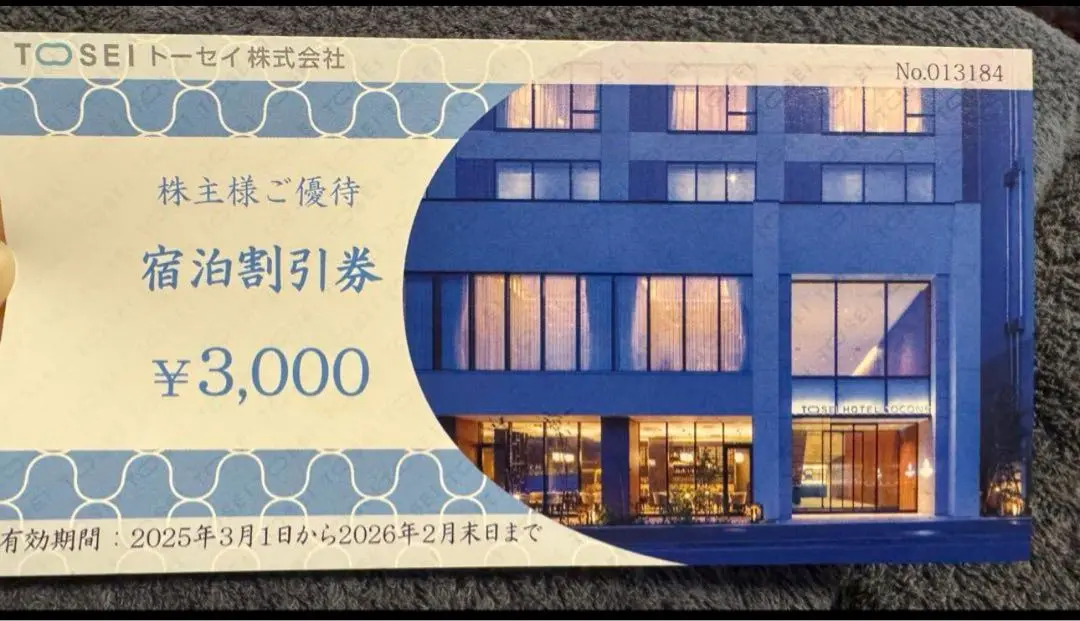 TOSEI トーセイ株式会社
No.013184
株主様ご優待
宿泊割引券
¥3,000
TOSEI HOTEL COCONE
有効期間：2025年3月1日から2026年2月末日まで